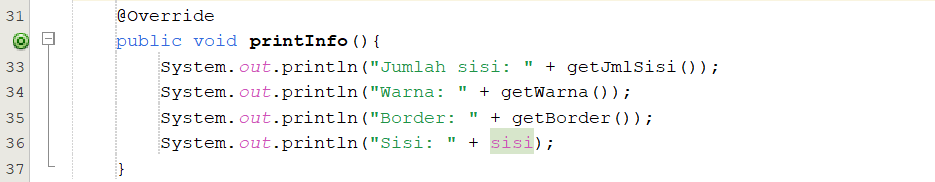 31 @Override
public void printInfo(){
33 System.out.println("Jumlah sisi: " + getJmlSisi());
34 System.out.println("Warna: " + getWarna());
35 System.out.println("Border: " + getBorder());
36 System.out.println("Sisi: " + sisi);
37 }